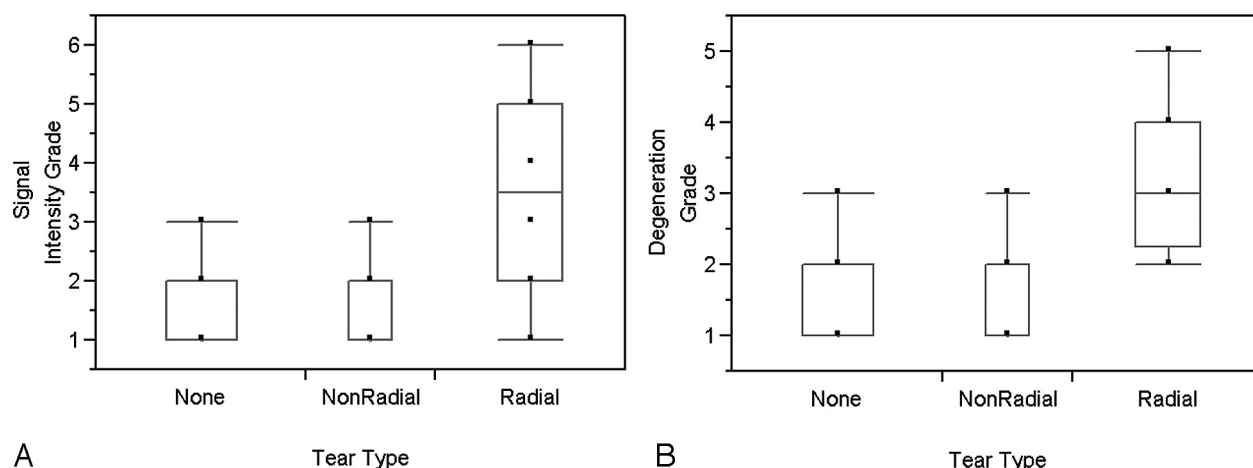 6
5
4
3
2
1
Signal
Intensity Grade
None NonRadial Radial
Tear Type
A
5
4
3
2
1
Degeneration
Grade
None NonRadial Radial
Tear Type
B